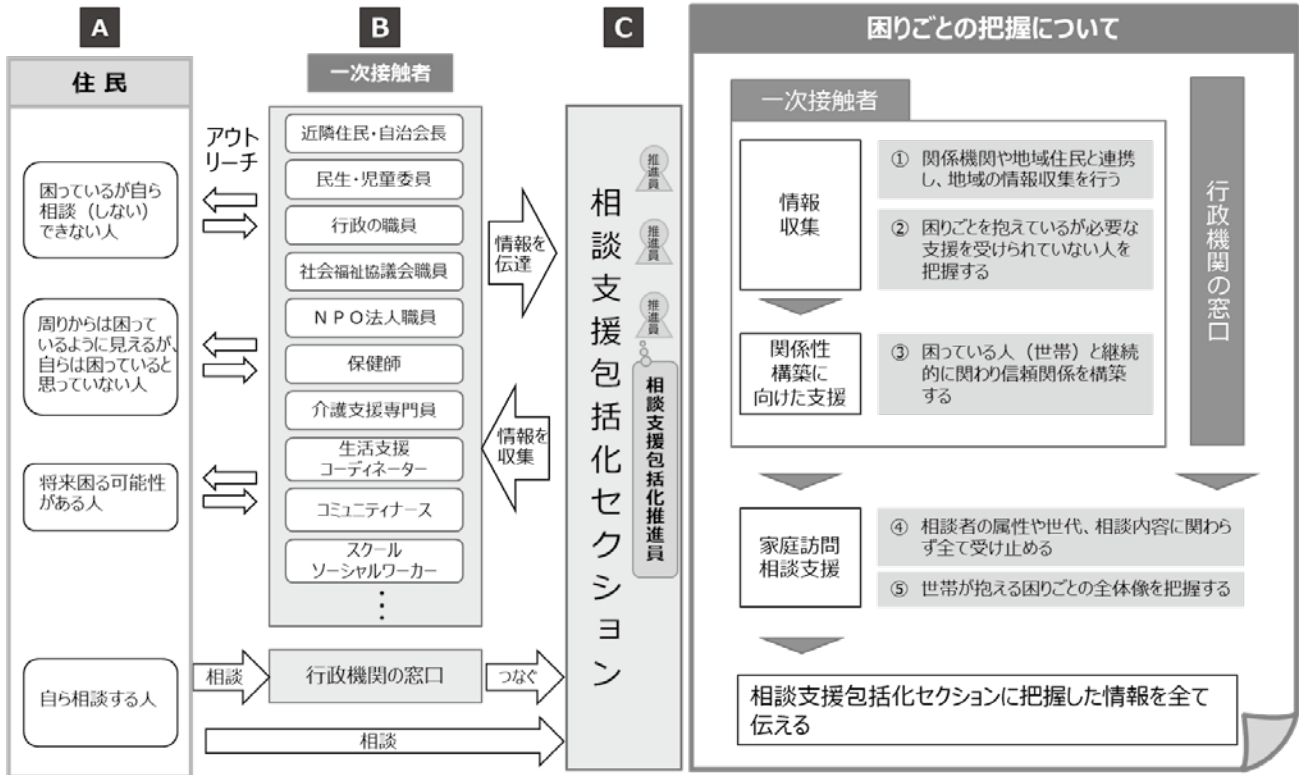 A
住民
困っているが自ら
相談（しない）
できない人
周りからは困って
いるように見えるが、
自らは困っていると
思っていない人
将来困る可能性
がある人
自ら相談する人
アウト
リーチ
相談
相談
B
一次接触者
近隣住民・自治会長
民生・児童委員
行政の職員
社会福祉協議会職員
ＮＰＯ法人職員
保健師
介護支援専門員
生活支援
コーディネーター
コミュニティナース
スクール
ソーシャルワーカー
行政機関の窓口
情報を
伝達
情報を
収集
つなぐ
C
相談支援包括化セクション
推進員
推進員
推進員
相談支援包括化推進員
困りごとの把握について
一次接触者
情報
収集
① 関係機関や地域住民と連携
し、地域の情報収集を行う
② 困りごとを抱えているが必要な
支援を受けられていない人を
把握する
関係性
構築に
向けた支援
③ 困っている人（世帯）と継続
的に関わり信頼関係を構築
する
行政機関の窓口
家庭訪問
相談支援
④ 相談者の属性や世代、相談内容に関わら
ず全て受け止める
⑤ 世帯が抱える困りごとの全体像を把握する
相談支援包括化セクションに把握した情報を全て
伝える